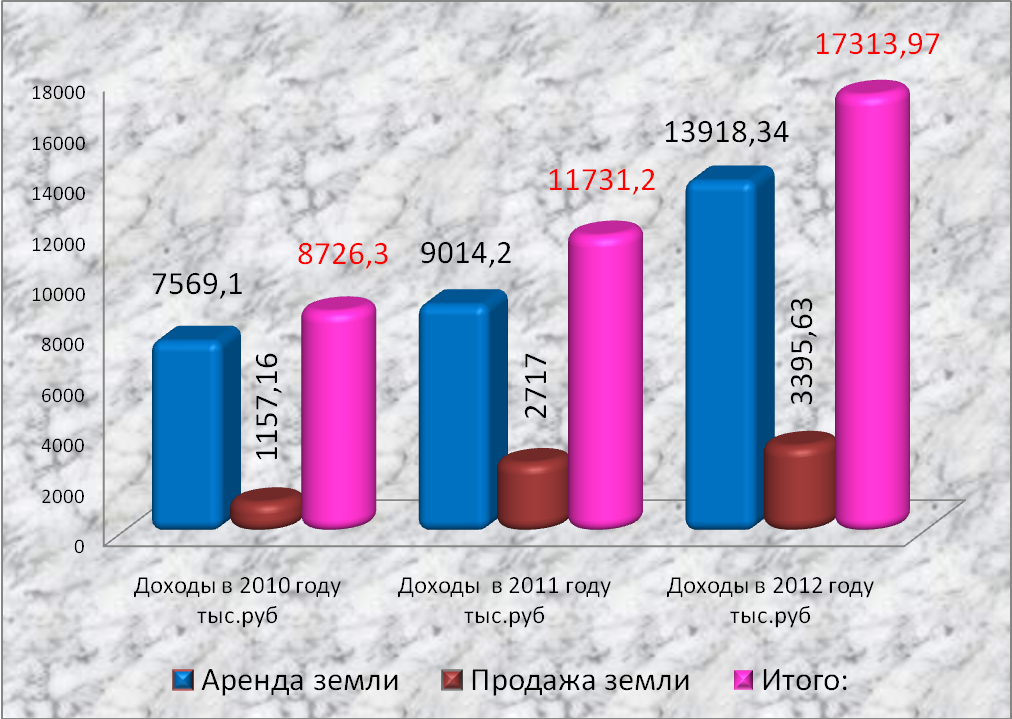 17313,97
13918,34
11731,2
9014,2
8726,3
7569,1
1157,16
2717
3395,63
18000
16000
14000
12000
10000
8000
6000
4000
2000
0
Доходы в 2010 году
тыс.руб
Доходы в 2011 году
тыс.руб
Доходы в 2012 году
тыс.руб
Аренда земли
Продажа земли
Итого: